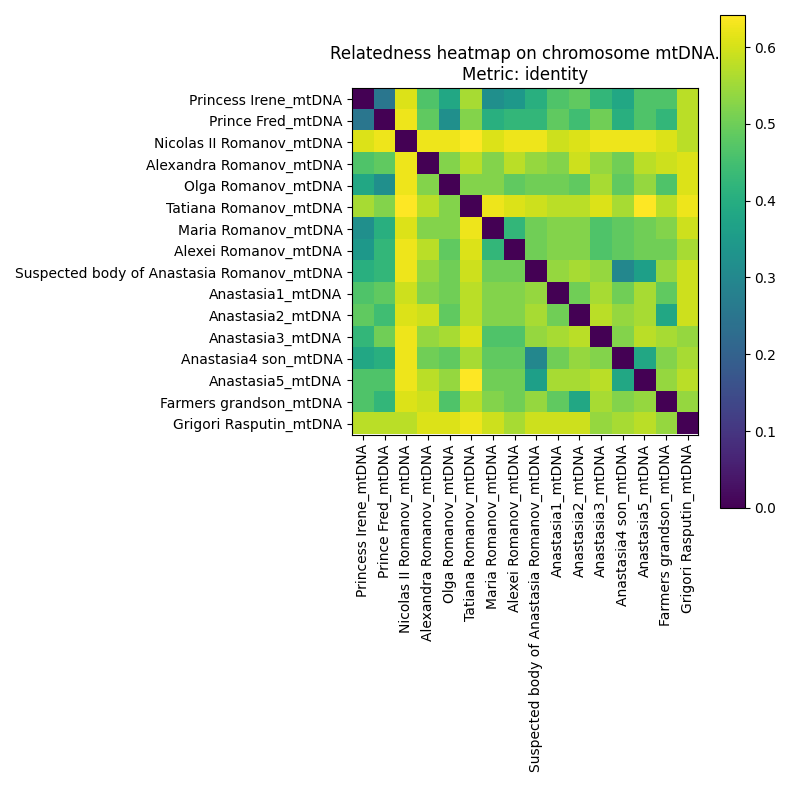 Relatedness heatmap on chromosome mtDNA.
Metric: identity
Princess Irene_mtDNA
Prince Fred_mtDNA
Nicolas II Romanov_mtDNA
Alexandra Romanov_mtDNA
Olga Romanov_mtDNA
Tatiana Romanov_mtDNA
Maria Romanov_mtDNA
Alexei Romanov_mtDNA
Suspected body of Anastasia Romanov_mtDNA
Anastasia1_mtDNA
Anastasia2_mtDNA
Anastasia3_mtDNA
Anastasia4 son_mtDNA
Anastasia5_mtDNA
Farmers grandson_mtDNA
Grigori Rasputin_mtDNA
Princess Irene_mtDNA
Prince Fred_mtDNA
Nicolas II Romanov_mtDNA
Alexandra Romanov_mtDNA
Olga Romanov_mtDNA
Tatiana Romanov_mtDNA
Maria Romanov_mtDNA
Alexei Romanov_mtDNA
Suspected body of Anastasia Romanov_mtDNA
Anastasia1_mtDNA
Anastasia2_mtDNA
Anastasia3_mtDNA
Anastasia4 son_mtDNA
Anastasia5_mtDNA
Farmers grandson_mtDNA
Grigori Rasputin_mtDNA
0.6
0.5
0.4
0.3
0.2
0.1
0.0